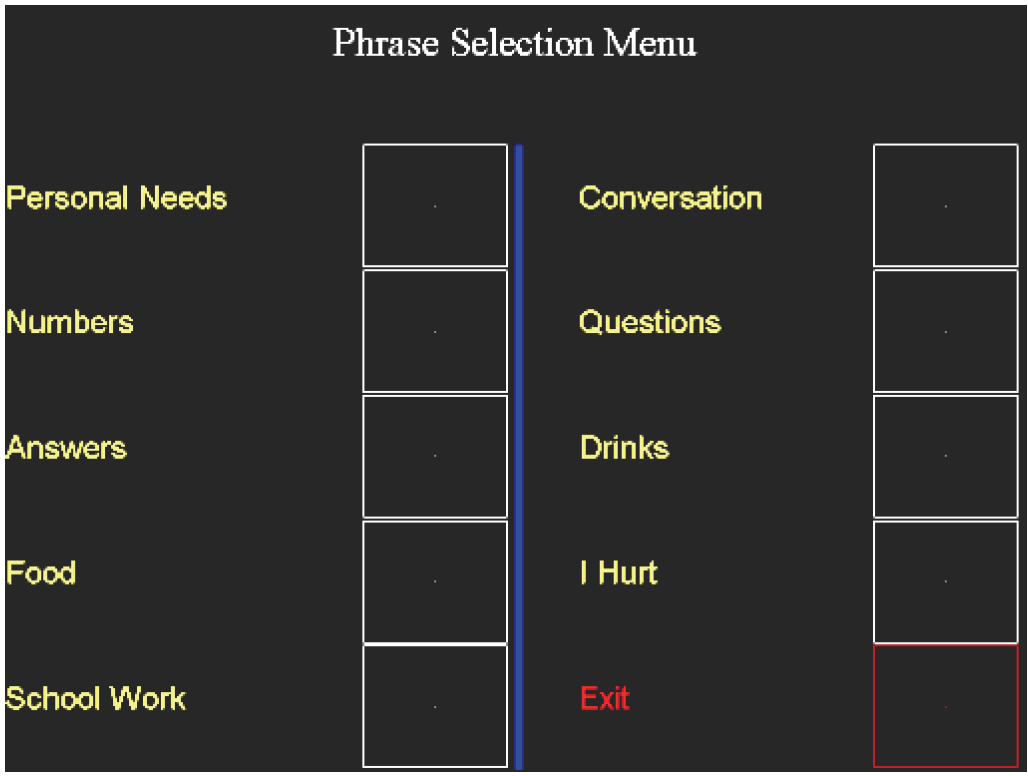 Phrase Selection Menu
Personal Needs
Numbers
Answers
Food
School Work
Conversation
Questions
Drinks
I Hurt
Exit